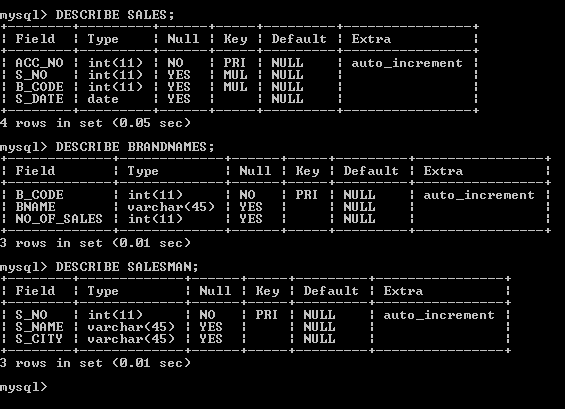 mysql> DESCRIBE SALES;
+--------+---------+------+-----+---------+----------------+
| Field  | Type    | Null | Key | Default | Extra          |
+--------+---------+------+-----+---------+----------------+
| ACC_NO | int(11) | NO   | PRI | NULL    | auto_increment |
| S_NO   | int(11) | YES  | MUL | NULL    |                |
| B_CODE | int(11) | YES  | MUL | NULL    |                |
| S_DATE | date    | YES  |     | NULL    |                |
+--------+---------+------+-----+---------+----------------+
4 rows in set (0.05 sec)
mysql> DESCRIBE BRANDNAMES;
+-------------+-------------+------+-----+---------+----------------+
| Field       | Type        | Null | Key | Default | Extra          |
+-------------+-------------+------+-----+---------+----------------+
| B_CODE      | int(11)     | NO   | PRI | NULL    | auto_increment |
| BNAME       | varchar(45) | YES  |     | NULL    |                |
| NO_OF_SALES | int(11)     | YES  |     | NULL    |                |
+-------------+-------------+------+-----+---------+----------------+
3 rows in set (0.01 sec)
mysql> DESCRIBE SALESMAN;
+--------+-------------+------+-----+---------+----------------+
| Field  | Type        | Null | Key | Default | Extra          |
+--------+-------------+------+-----+---------+----------------+
| S_NO   | int(11)     | NO   | PRI | NULL    | auto_increment |
| S_NAME | varchar(45) | YES  |     | NULL    |                |
| S_CITY | varchar(45) | YES  |     | NULL    |                |
+--------+-------------+------+-----+---------+----------------+
3 rows in set (0.01 sec)
mysql>